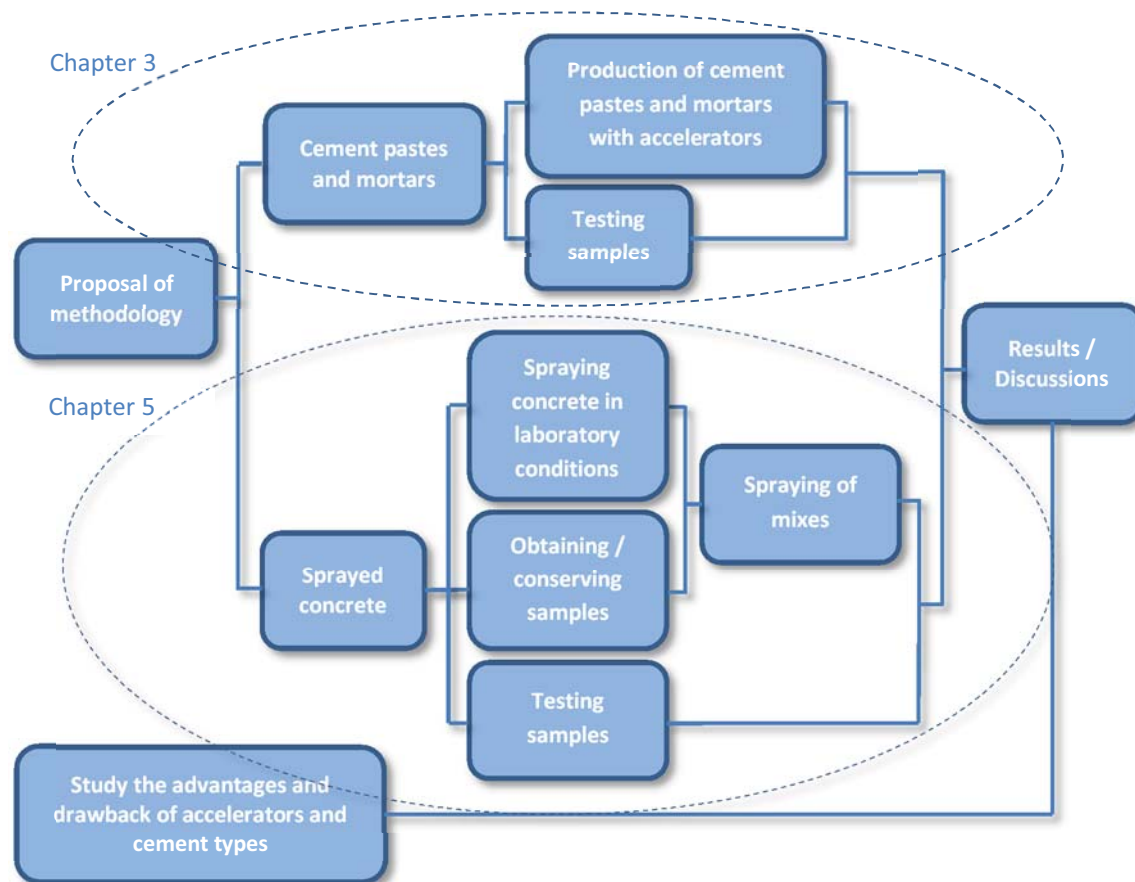 Chapter 3
Production of cement
pastes and mortars
with accelerators
Cement pastes
and mortars
Testing
samples
Proposal of
methodology
Results /
Discussions
Chapter 5
Spraying
concrete in
laboratory
conditions
Spraying of
mixes
Obtaining /
conserving
samples
Sprayed
concrete
Testing
samples
Study the advantages and
drawback of accelerators and
cement types